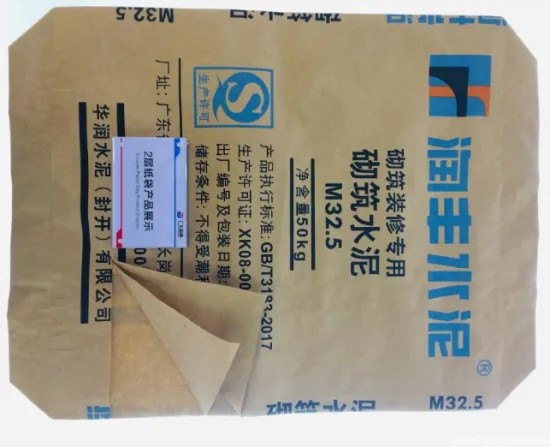 润丰水泥®
砌筑装修专用
砌筑水泥
M32.5
净含量50kg
产品执行标准: GB/T3183-2017
生产许可证: XK08-00
出厂编号及包装日期:
储存条件: 不得受潮
生产许可
厂址: 广东省
长岗
华润水泥（封开）有限公司
2层纸袋产品展示
M32.5
M32.5